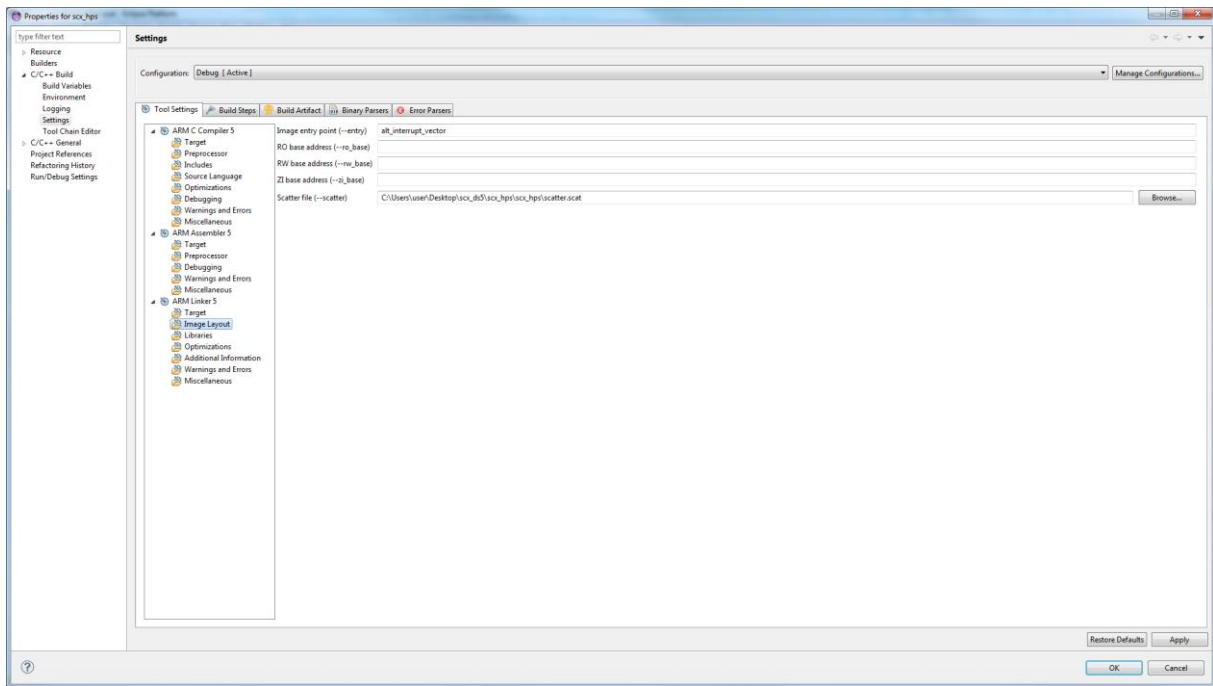 Properties for scx_hps
type filter text
Resource
Builders
C/C++ Build
Build Variables
Environment
Logging
Settings
Tool Chain Editor
C/C++ General
Project References
Refactoring History
Run/Debug Settings
Settings
Configuration: Debug [ Active ]
Manage Configurations...
Tool Settings Build Steps Build Artifact Binary Parsers Error Parsers
ARM C Compiler 5
Target
Preprocessor
Includes
Source Language
Optimizations
Debugging
Warnings and Errors
Miscellaneous
ARM Assembler 5
Target
Preprocessor
Debugging
Warnings and Errors
Miscellaneous
ARM Linker 5
Target
Image Layout
Libraries
Optimizations
Additional Information
Warnings and Errors
Miscellaneous
Image entry point (--entry) alt_interrupt_vector
RO base address (--ro_base)
RW base address (--rw_base)
ZI base address (--zi_base)
Scatter file (--scatter) C:\Users\user\Desktop\scx_ds5\scx_hps\scx_hps\scatter.scat
Browse...
Restore Defaults Apply
OK Cancel